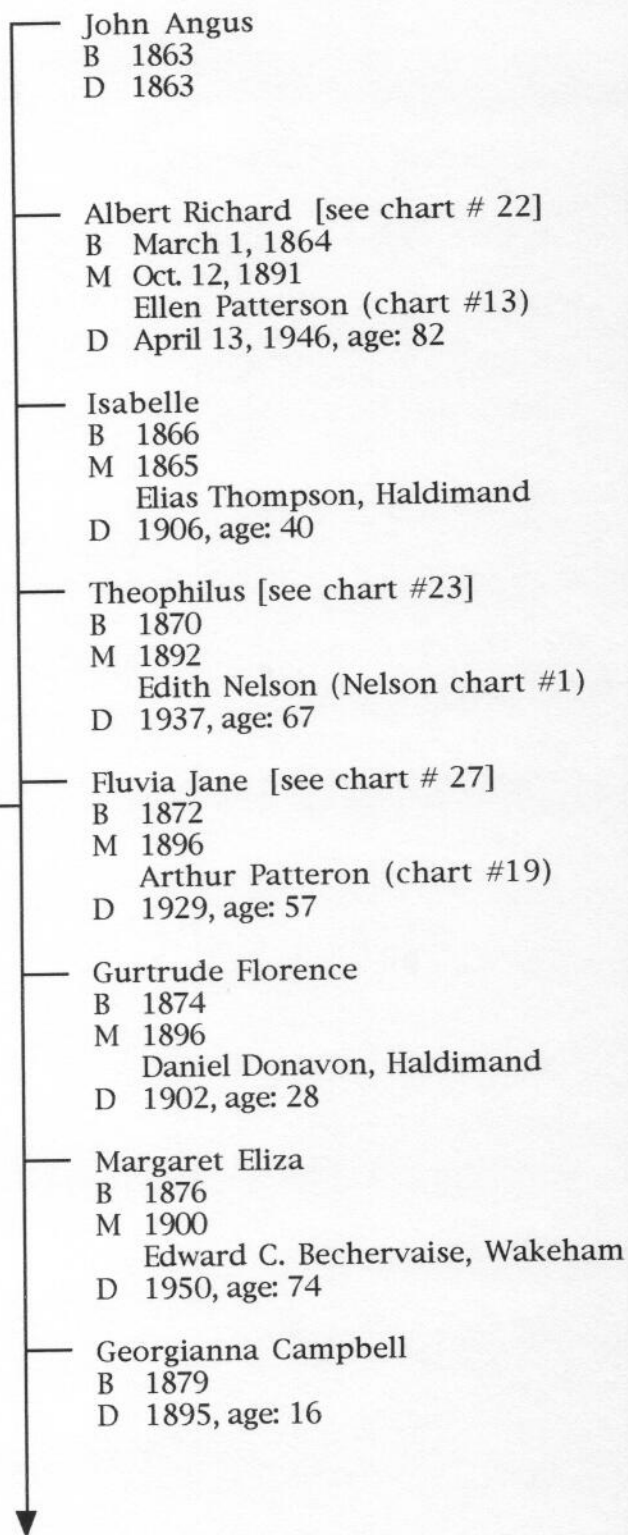 John Angus
B 1863
D 1863
Albert Richard [see chart # 22]
B March 1, 1864
M Oct. 12, 1891
Ellen Patterson (chart #13)
D April 13, 1946, age: 82
Isabelle
B 1866
M 1865
Elias Thompson, Haldimand
D 1906, age: 40
Theophilus [see chart #23]
B 1870
M 1892
Edith Nelson (Nelson chart #1)
D 1937, age: 67
Fluvia Jane [see chart # 27]
B 1872
M 1896
Arthur Patteron (chart #19)
D 1929, age: 57
Gurtrude Florence
B 1874
M 1896
Daniel Donavon, Haldimand
D 1902, age: 28
Margaret Eliza
B 1876
M 1900
Edward C. Bechervaise, Wakeham
D 1950, age: 74
Georgianna Campbell
B 1879
D 1895, age: 16